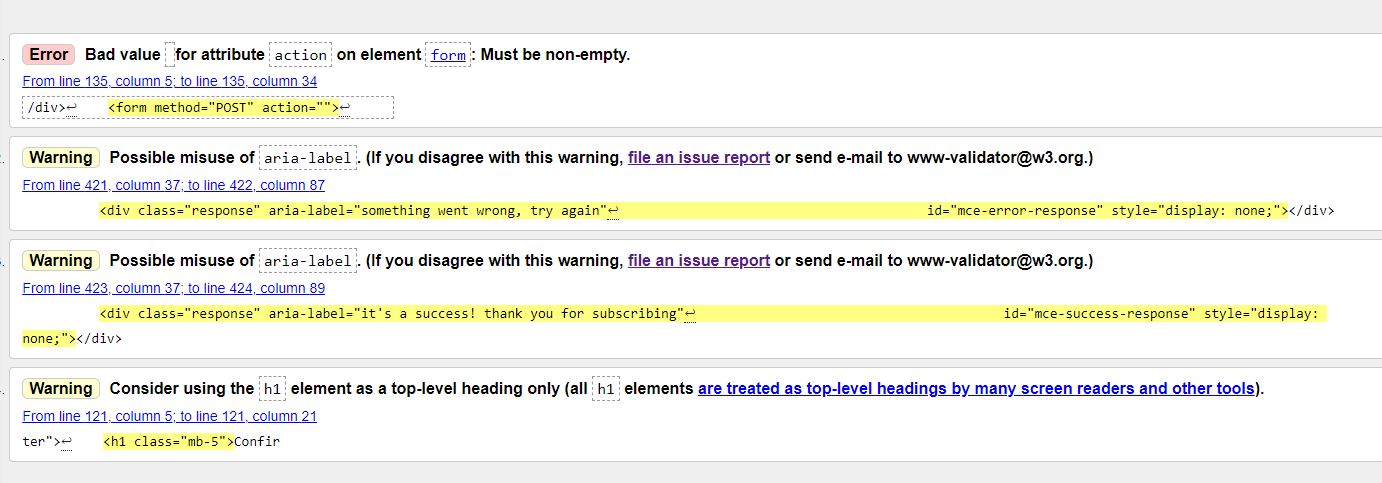 Error Bad value for attribute action on element form: Must be non-empty.
From line 135, column 5; to line 135, column 34
/div>↩ <form method="POST" action="">↩
Warning Possible misuse of aria-label. (If you disagree with this warning, file an issue report or send e-mail to www-validator@w3.org.)
From line 421, column 37; to line 422, column 87
<div class="response" aria-label="something went wrong, try again"↩ id="mce-error-response" style="display: none;"></div>
Warning Possible misuse of aria-label. (If you disagree with this warning, file an issue report or send e-mail to www-validator@w3.org.)
From line 423, column 37; to line 424, column 89
<div class="response" aria-label="it's a success! thank you for subscribing"↩ id="mce-success-response" style="display:
none;"></div>
Warning Consider using the h1 element as a top-level heading only (all h1 elements are treated as top-level headings by many screen readers and other tools).
From line 121, column 5; to line 121, column 21
ter">↩ <h1 class="mb-5">Confir